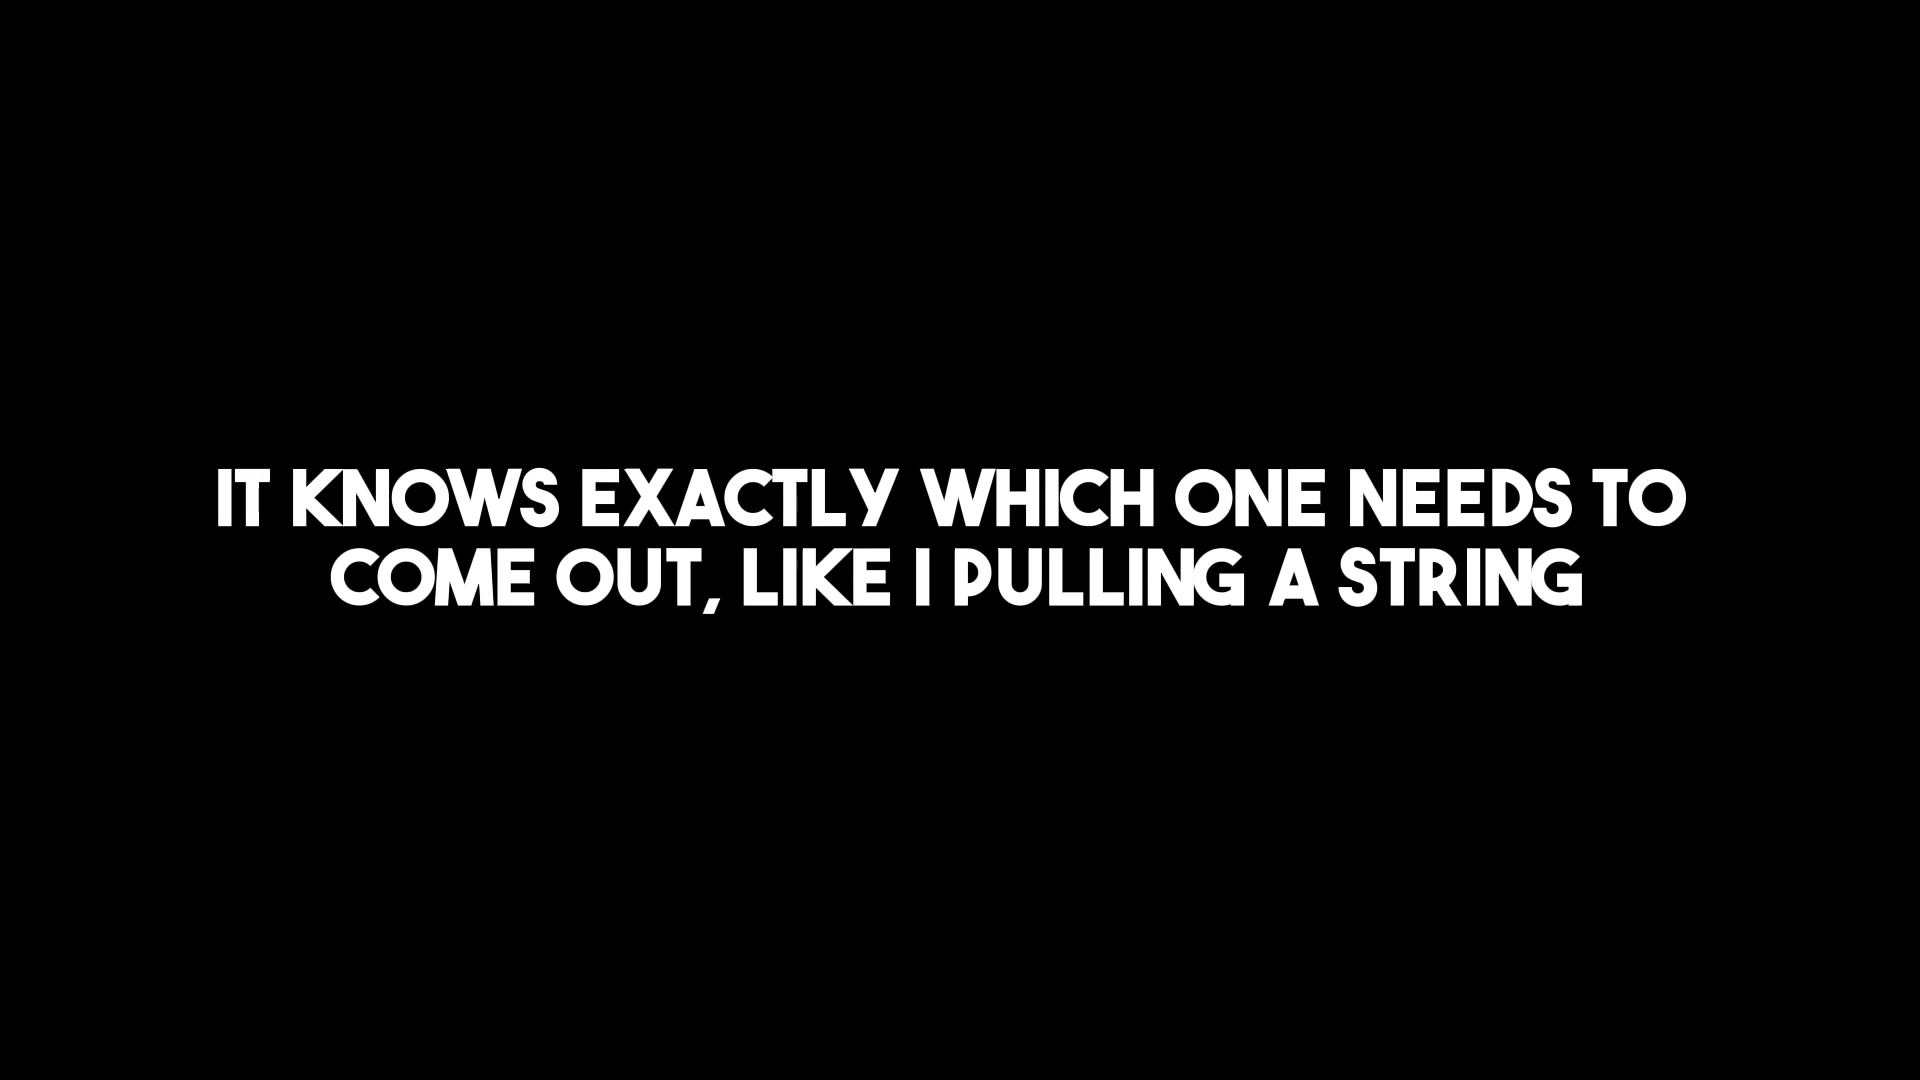 IT KNOWS EXACTLY WHICH ONE NEEDS TO
COME OUT, LIKE I PULLING A STRING